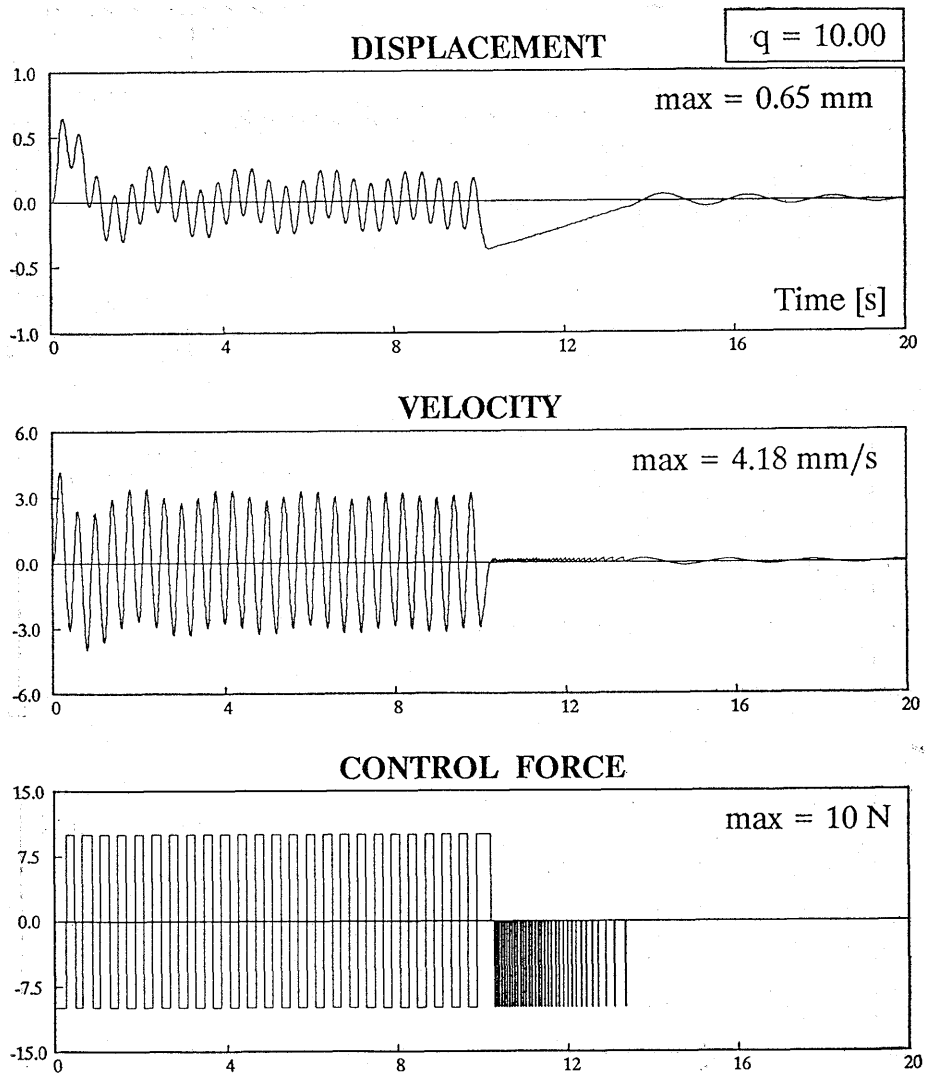 DISPLACEMENT
q = 10.00
1.0
max = 0.65 mm
0.5
0.0
-0.5
Time [s]
-1.0
0 4 8 12 16 20
VELOCITY
6.0
max = 4.18 mm/s
3.0
0.0
-3.0
-6.0
0 4 8 12 16 20
CONTROL FORCE
15.0
max = 10 N
7.5
0.0
-7.5
-15.0
0 4 8 12 16 20